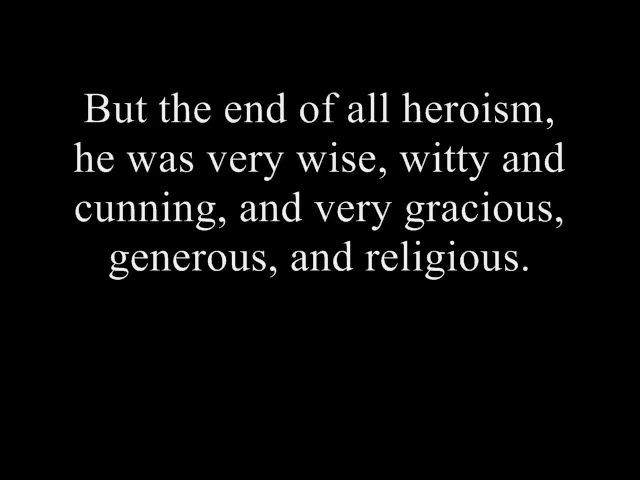 But the end of all heroism,
he was very wise, witty and
cunning, and very gracious,
generous, and religious.